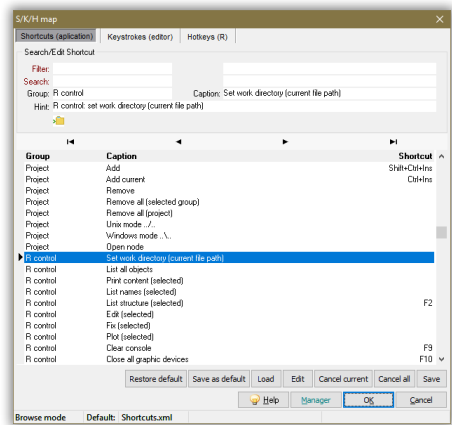 S/K/H map
Shortcuts (aplication) Keystrokes (editor) Hotkeys (R)
Search/Edit Shortcut
Filter:
Search:
Group: R control Caption: Set work directory (current file path)
Hint: R control: set work directory (current file path)
Group Caption Shortcut
Project Add Shift+Ctrl+Ins
Project Add current Ctrl+Ins
Project Remove
Project Remove all (selected group)
Project Remove all (project)
Project Unix mode ../..
Project Windows mode ..\..
Project Open node
R control Set work directory (current file path)
R control List all objects
R control Print content (selected)
R control List names (selected)
R control List structure (selected) F2
R control Edit (selected)
R control Fix (selected)
R control Plot (selected)
R control Clear console F9
R control Close all graphic devices F10
Restore default Save as default Load Edit Cancel current Cancel all Save
Help Manager OK Cancel
Browse mode Default: Shortcuts.xml